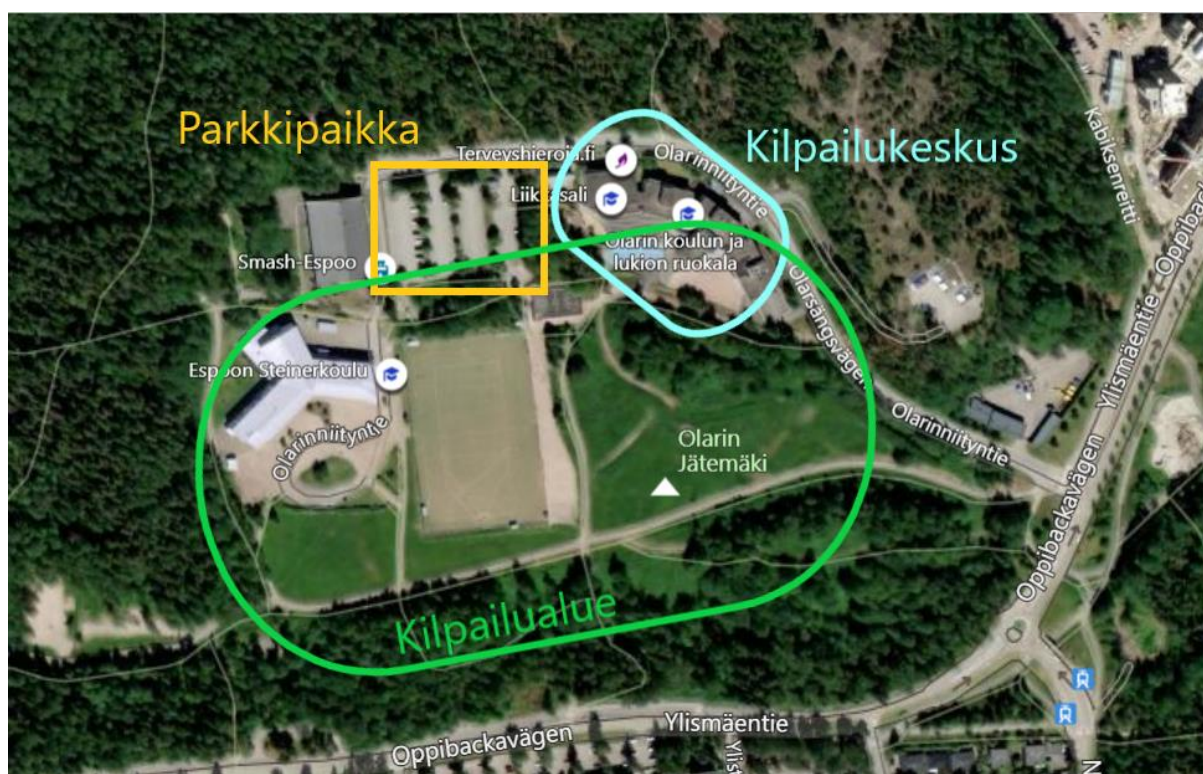 Parkkipaikka
Kilpailukeskus
Terveyshieroja.fi
Olarinniityntie
Liikuntasali
Kabiksenreitti
Olarin koulun ja
lukion ruokala
Smash-Espoo
Olarsängsvägen
Espoon Steinerkoulu
Olarinniityntie
Olarin
Jätemäki
Olarinniityntie
Ylismäentie
Oppibackavägen
Kilpailualue
Ylismäentie
Oppibackavägen